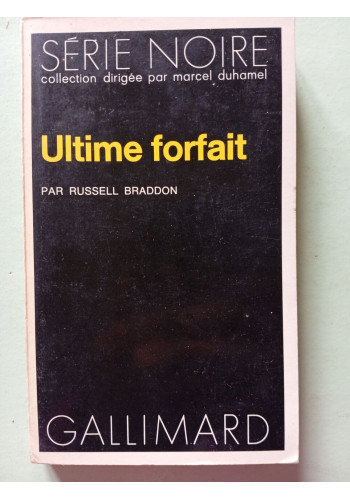 SÉRIE NOIRE
collection dirigée par marcel duhamel
Ultime forfait
PAR RUSSELL BRADDON
GALLIMARD